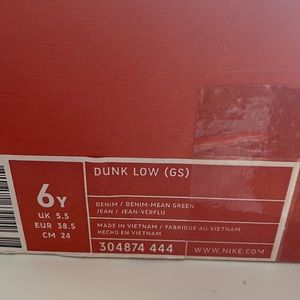 DUNK LOW (GS)
6Y
UK 5.5
EUR 38.5
CM 24
DENIM / DENIM-MEAN GREEN
JEAN / JEAN-VERFLU
MADE IN VIETNAM / FABRIQUE AU VIETNAM
HECHO EN VIETNAM
304874 444
WWW.NIKE.COM